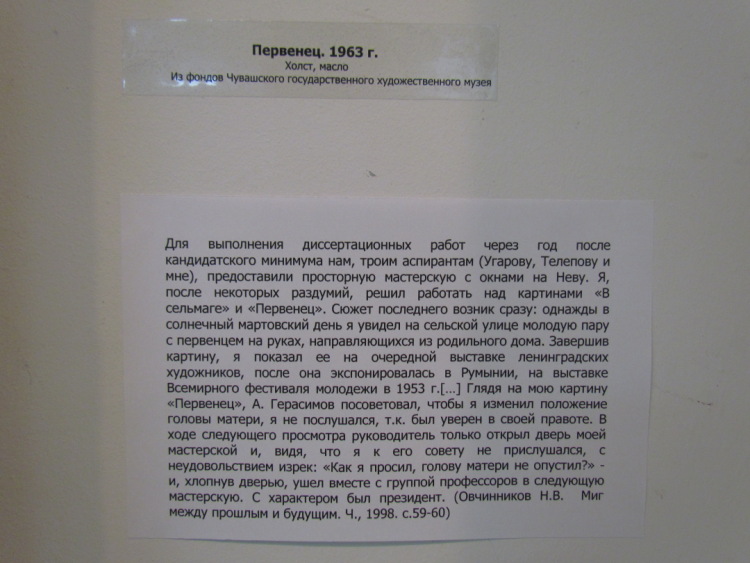 Первенец. 1963 г.
Холст, масло
Из фондов Чувашского государственного художественного музея
Для выполнения диссертационных работ через год после
кандидатского минимума нам, троим аспирантам (Угарову, Телепову и
мне), предоставили просторную мастерскую с окнами на Неву. Я,
после некоторых раздумий, решил работать над картинами «В
сельмаге» и «Первенец». Сюжет последнего возник сразу: однажды в
солнечный мартовский день я увидел на сельской улице молодую пару
с первенцем на руках, направляющихся из родильного дома. Завершив
картину, я показал ее на очередной выставке ленинградских
художников, после она экспонировалась в Румынии, на выставке
Всемирного фестиваля молодежи в 1953 г.[...] Глядя на мою картину
«Первенец», А. Герасимов посоветовал, чтобы я изменил положение
головы матери, я не послушался, т.к. был уверен в своей правоте. В
ходе следующего просмотра руководитель только открыл дверь моей
мастерской и, видя, что я к его совету не прислушался, с
неудовольствием изрек: «Как я просил, голову матери не опустил?» -
и, хлопнув дверью, ушел вместе с группой профессоров в следующую
мастерскую. С характером был президент. (Овчинников Н.В. Миг
между прошлым и будущим. Ч., 1998. с.59-60)